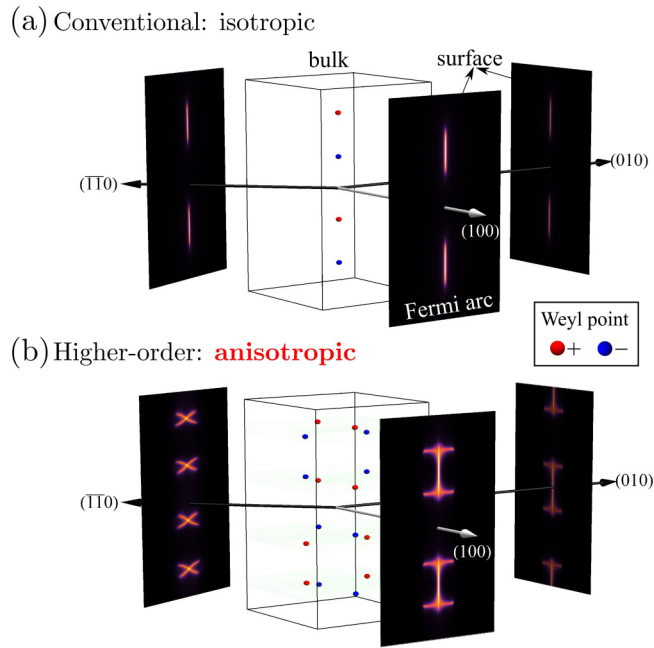 (a) Conventional: isotropic
bulk
surface
(1̅1̅0)
(010)
(100)
Fermi arc
Weyl point
+ −
(b) Higher-order: anisotropic
(1̅1̅0)
(010)
(100)